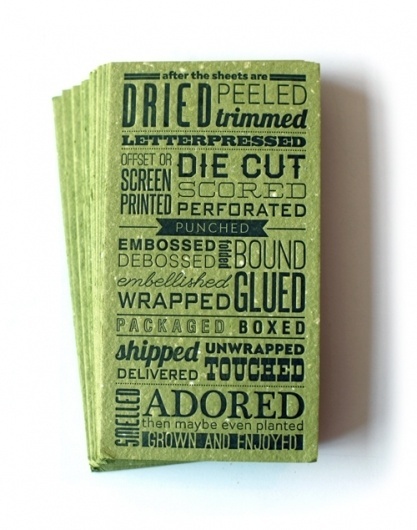 after the sheets are
DRIED PEELED
trimmed
LETTERPRESSED
OFFSET OR
SCREEN
PRINTED
DIE CUT
SCORED
PERFORATED
PUNCHED
EMBOSSED
DEBOSSED
folded
BOUND
embellished
WRAPPED
GLUED
PACKAGED BOXED
shipped UNWRAPPED
DELIVERED TOUCHED
SMELLED
ADORED
then maybe even planted
GROWN AND ENJOYED